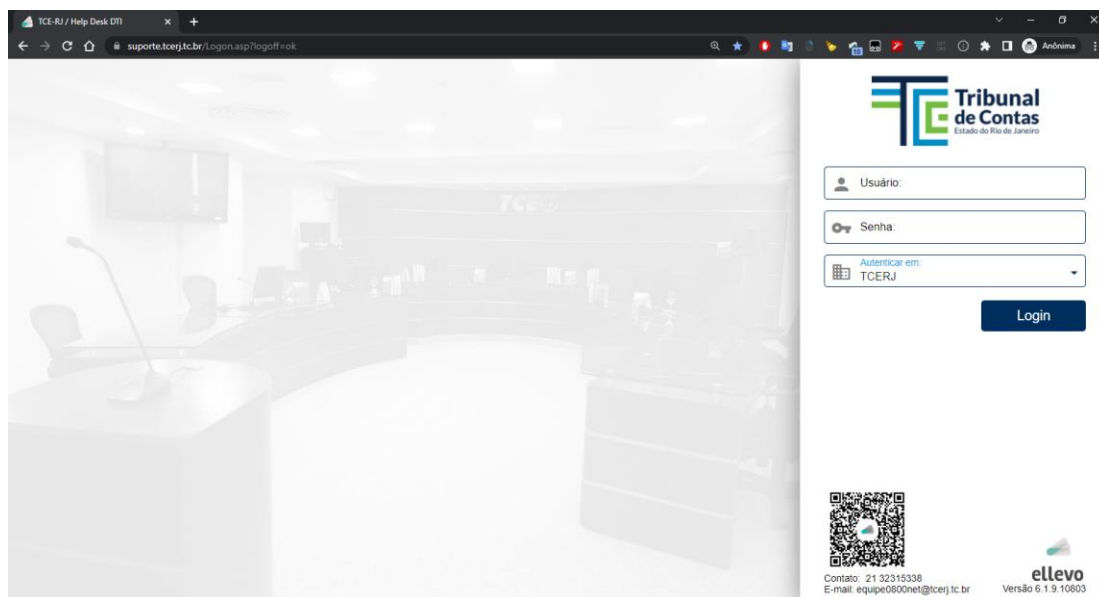 TCE-RJ / Help Desk DTI
suporte.tcerj.tc.br/Logon.asp?logoff=ok
10
Anônima
Tribunal
de Contas
Estado do Rio de Janeiro
TCERJ
Usuário:
Senha:
Autenticar em:
TCERJ
Login
Contato: 21 32315338
E-mail: equipe0800net@tcerj.tc.br
ellevo
Versão 6.1.9.10803